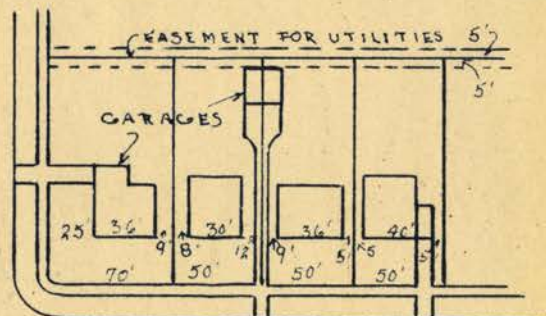 EASEMENT FOR UTILITIES 5'
5'
GARAGES
25' 36' 9' 8' 30' 12' 9' 36' 5' 5 40' 5'
70' 50' 50' 50'